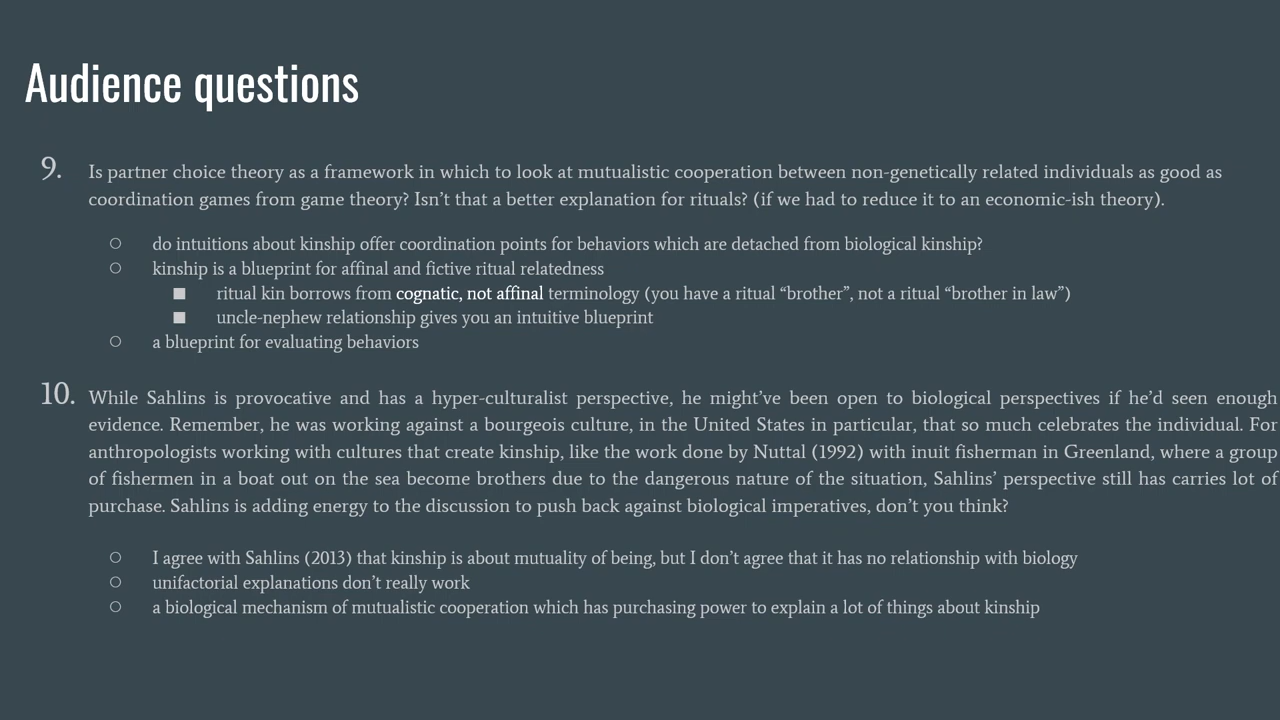 Audience questions
9. Is partner choice theory as a framework in which to look at mutualistic cooperation between non-genetically related individuals as good as
coordination games from game theory? Isn’t that a better explanation for rituals? (if we had to reduce it to an economic-ish theory).
○ do intuitions about kinship offer coordination points for behaviors which are detached from biological kinship?
○ kinship is a blueprint for affinal and fictive ritual relatedness
■ ritual kin borrows from cognatic, not affinal terminology (you have a ritual “brother”, not a ritual “brother in law”)
■ uncle-nephew relationship gives you an intuitive blueprint
○ a blueprint for evaluating behaviors
10. While Sahlins is provocative and has a hyper-culturalist perspective, he might’ve been open to biological perspectives if he’d seen enough
evidence. Remember, he was working against a bourgeois culture, in the United States in particular, that so much celebrates the individual. For
anthropologists working with cultures that create kinship, like the work done by Nuttal (1992) with inuit fisherman in Greenland, where a group
of fishermen in a boat out on the sea become brothers due to the dangerous nature of the situation, Sahlins’ perspective still has carries lot of
purchase. Sahlins is adding energy to the discussion to push back against biological imperatives, don’t you think?
○ I agree with Sahlins (2013) that kinship is about mutuality of being, but I don’t agree that it has no relationship with biology
○ unifactorial explanations don’t really work
○ a biological mechanism of mutualistic cooperation which has purchasing power to explain a lot of things about kinship